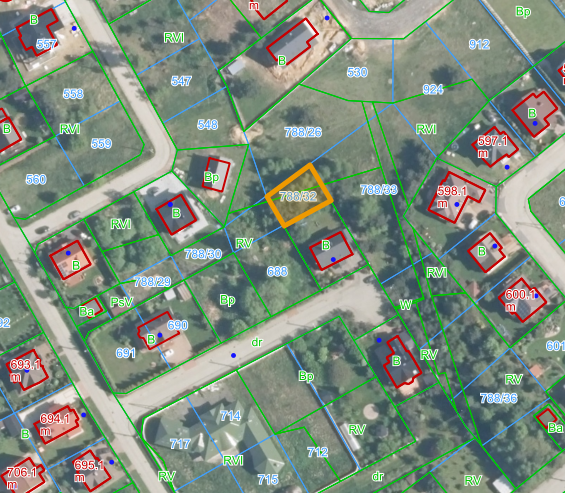 m
Bp
B
557
RVI
B
912
530
558
547
924
B
B
RVI
548
788/26
RVI
597.1
m
559
560
Bp
788/32
788/33
598.1
m
B
RVI
RV
B
B
788/30
B
688
RVI
788/29
600.1
m
Ba
PsV
Bp
W
690
B
691
dr
601
RV
B
693.1
m
Bp
RV
788/36
694.1
m
714
B
717
RV
Ba
RVI
712
706.1
m
695.1
m
RV
715
dr
RV